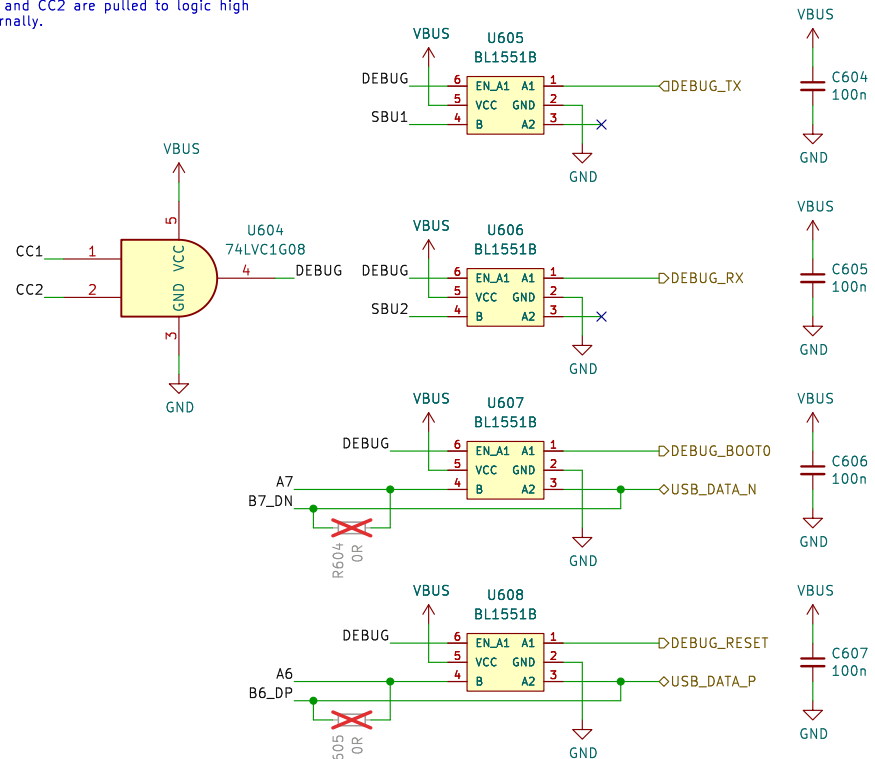 and CC2 are pulled to logic high
rnally.
VBUS
5
CC1
1
VCC
U604
74LVC1G08
4
DEBUG
CC2
2
GND
3
GND
VBUS
U605
BL1551B
DEBUG
6
EN_A1
A1
1
DEBUG_TX
5
VCC
GND
2
SBU1
4
B
A2
3
GND
VBUS
C604
100n
GND
VBUS
U606
BL1551B
DEBUG
6
EN_A1
A1
1
DEBUG_RX
5
VCC
GND
2
SBU2
4
B
A2
3
GND
VBUS
C605
100n
GND
VBUS
U607
BL1551B
DEBUG
6
EN_A1
A1
1
DEBUG_BOOT0
5
VCC
GND
2
A7
4
B
A2
3
USB_DATA_N
B7_DN
R604
0R
GND
VBUS
C606
100n
GND
VBUS
U608
BL1551B
DEBUG
6
EN_A1
A1
1
DEBUG_RESET
5
VCC
GND
2
A6
4
B
A2
3
USB_DATA_P
B6_DP
605
0R
GND
VBUS
C607
100n
GND